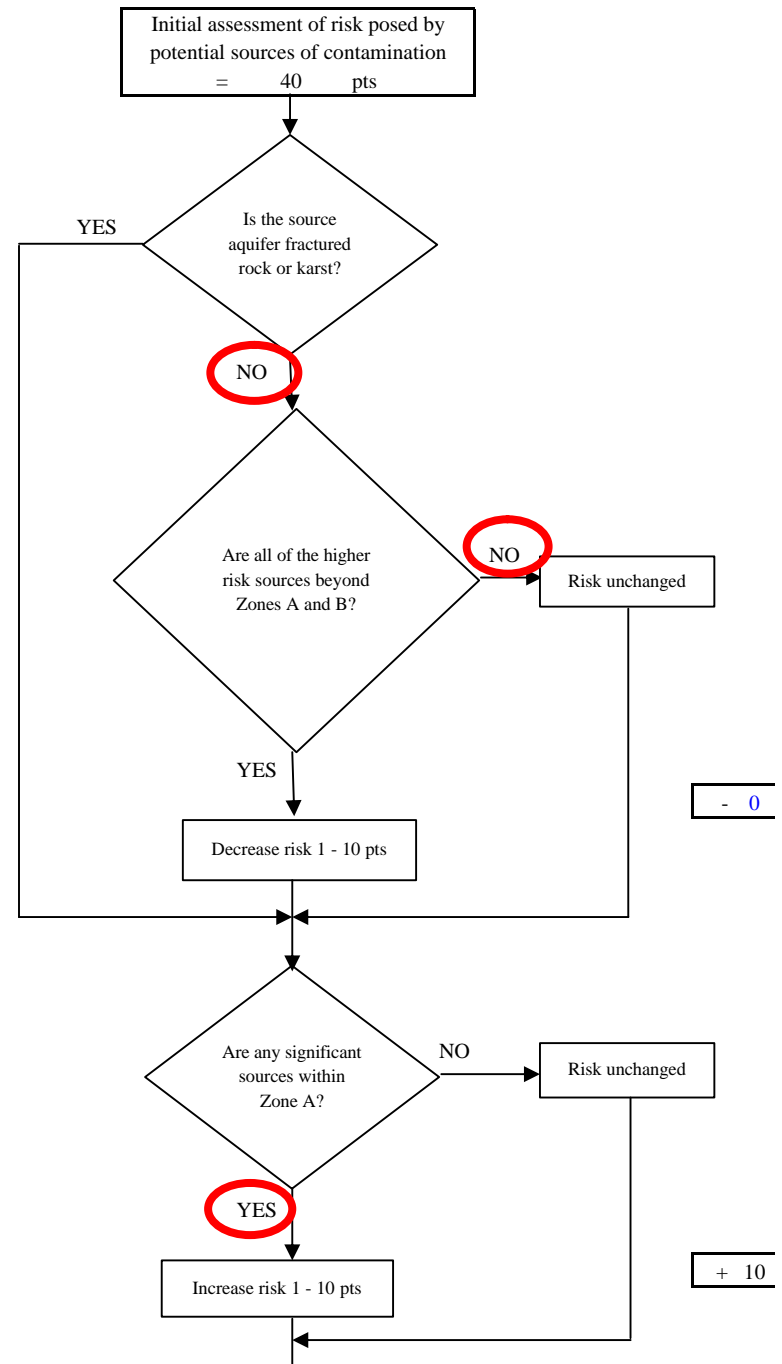 Initial assessment of risk posed by
potential sources of contamination
= 40 pts
YES
Is the source
aquifer fractured
rock or karst?
NO
Are all of the higher
risk sources beyond
Zones A and B?
NO
Risk unchanged
YES
- 0
Decrease risk 1 - 10 pts
Are any significant
sources within
Zone A?
NO
Risk unchanged
YES
+ 10
Increase risk 1 - 10 pts